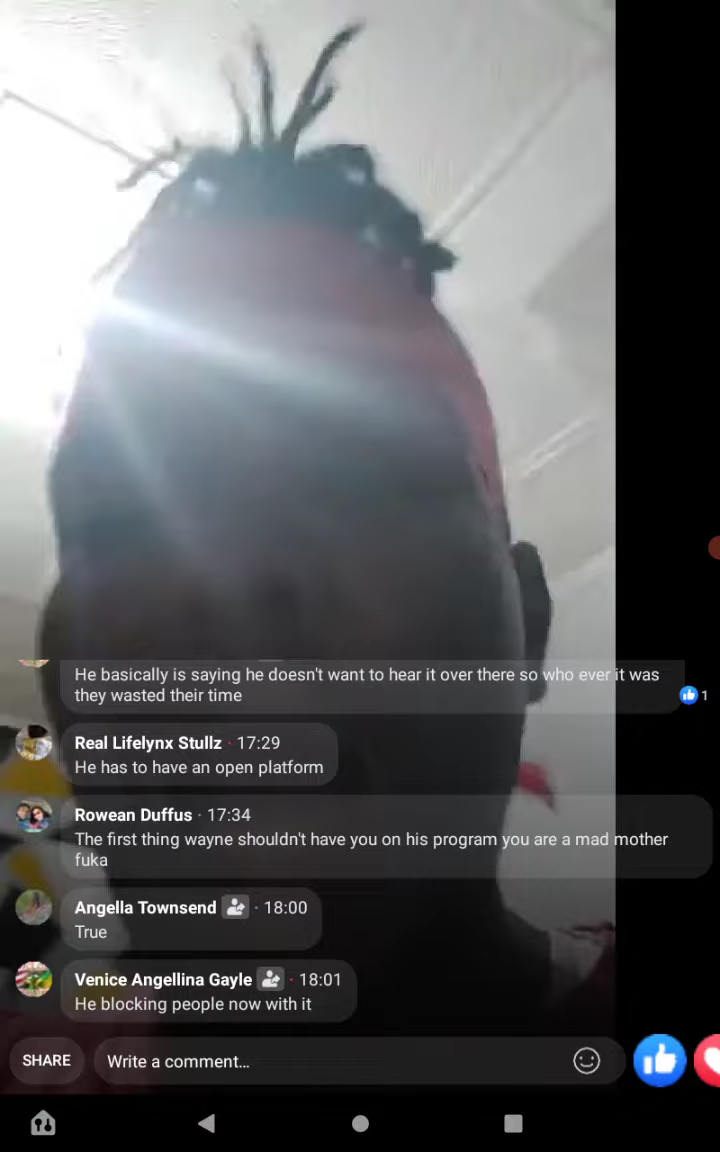 He basically is saying he doesn't want to hear it over there so who ever it was
they wasted their time
1
Real Lifelynx Stullz · 17:29
He has to have an open platform
Rowean Duffus · 17:34
The first thing wayne shouldn't have you on his program you are a mad mother
fuka
Angella Townsend · 18:00
True
Venice Angellina Gayle · 18:01
He blocking people now with it
SHARE
Write a comment...